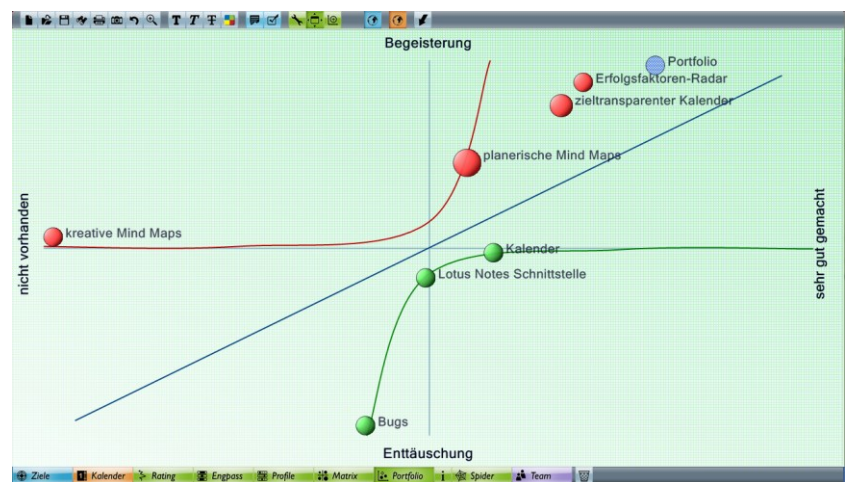 T T T
Begeisterung
Portfolio
Erfolgsfaktoren-Radar
zieltransparenter Kalender
planerische Mind Maps
nicht vorhanden
kreative Mind Maps
sehr gut gemacht
Kalender
Lotus Notes Schnittstelle
Bugs
Enttäuschung
Ziele Kalender Rating Engpass Profile Matrix Portfolio i Spider Team